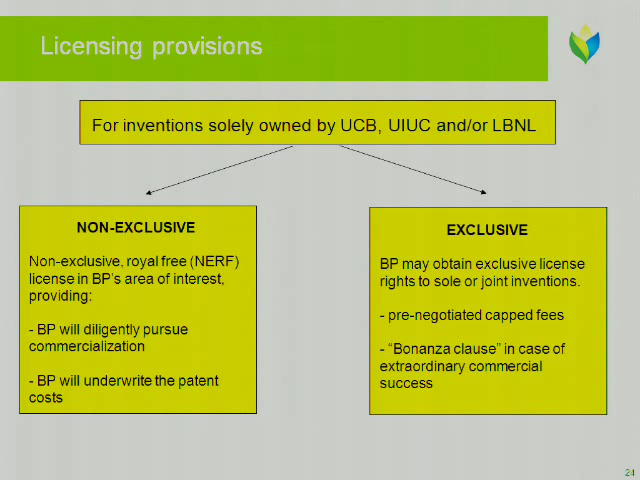 Licensing provisions
For inventions solely owned by UCB, UIUC and/or LBNL
NON-EXCLUSIVE
Non-exclusive, royal free (NERF)
license in BP's area of interest,
providing:
- BP will diligently pursue
commercialization
- BP will underwrite the patent
costs
EXCLUSIVE
BP may obtain exclusive license
rights to sole or joint inventions.
- pre-negotiated capped fees
- “Bonanza clause” in case of
extraordinary commercial
success
24